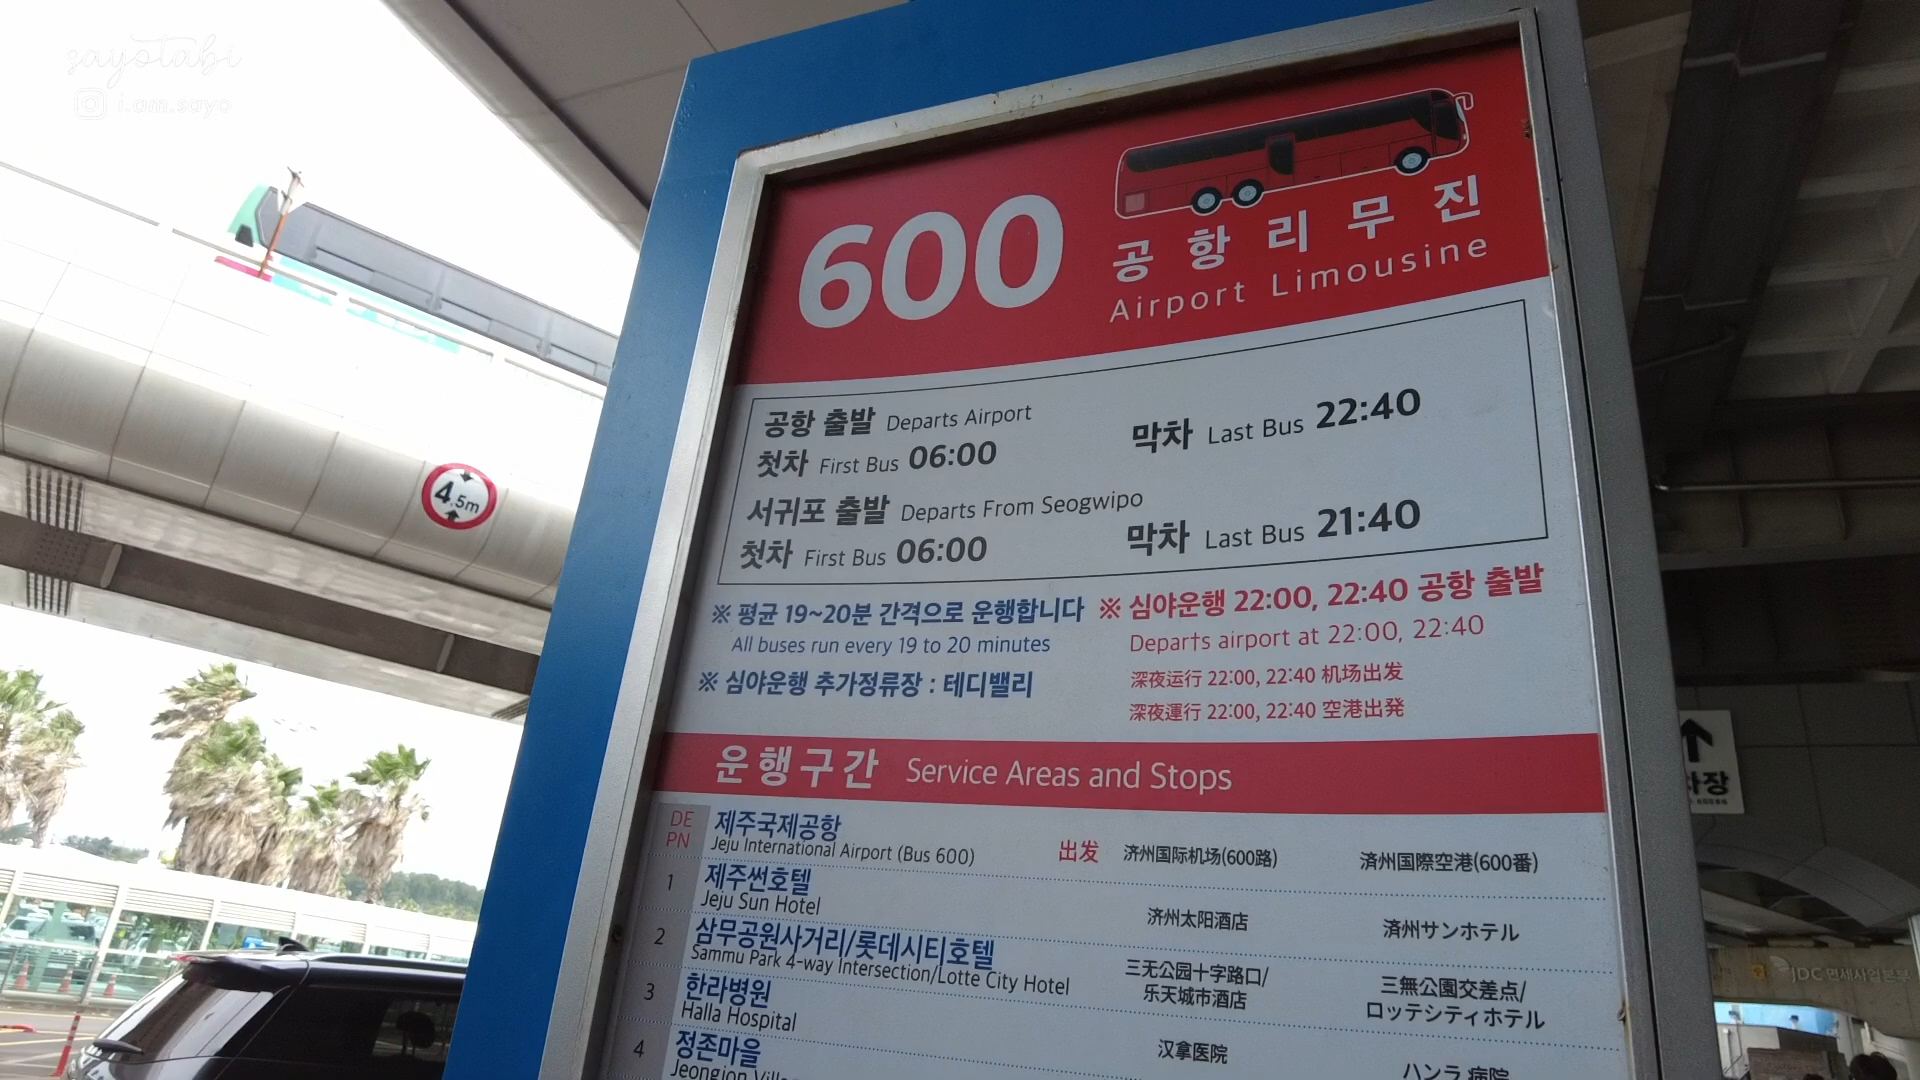 sayotabi
i.am.sayo
600
공항리무진
Airport Limousine
공항 출발 Departs Airport
첫차 First Bus 06:00 막차 Last Bus 22:40
서귀포 출발 Departs From Seogwipo
첫차 First Bus 06:00 막차 Last Bus 21:40
※ 평균 19~20분 간격으로 운행합니다
All buses run every 19 to 20 minutes
※ 심야운행 추가정류장 : 테디밸리
※ 심야운행 22:00, 22:40 공항 출발
Departs airport at 22:00, 22:40
深夜运行 22:00, 22:40 机场出发
深夜運行 22:00, 22:40 空港出発
운행구간 Service Areas and Stops
DE
PN
제주국제공항
Jeju International Airport (Bus 600)
出发 济州国际机场(600路) 済州国際空港(600番)
1 제주썬호텔
Jeju Sun Hotel
济州太阳酒店 済州サンホテル
2 삼무공원사거리/롯데시티호텔
Sammu Park 4-way Intersection/Lotte City Hotel
三无公园十字路口/
乐天城市酒店
三無公園交差点/
ロッテシティホテル
3 한라병원
Halla Hospital
汉拿医院 ハンラ 病院
4 정존마을
Jeongjon
4.5m
JDC 면세사업본부